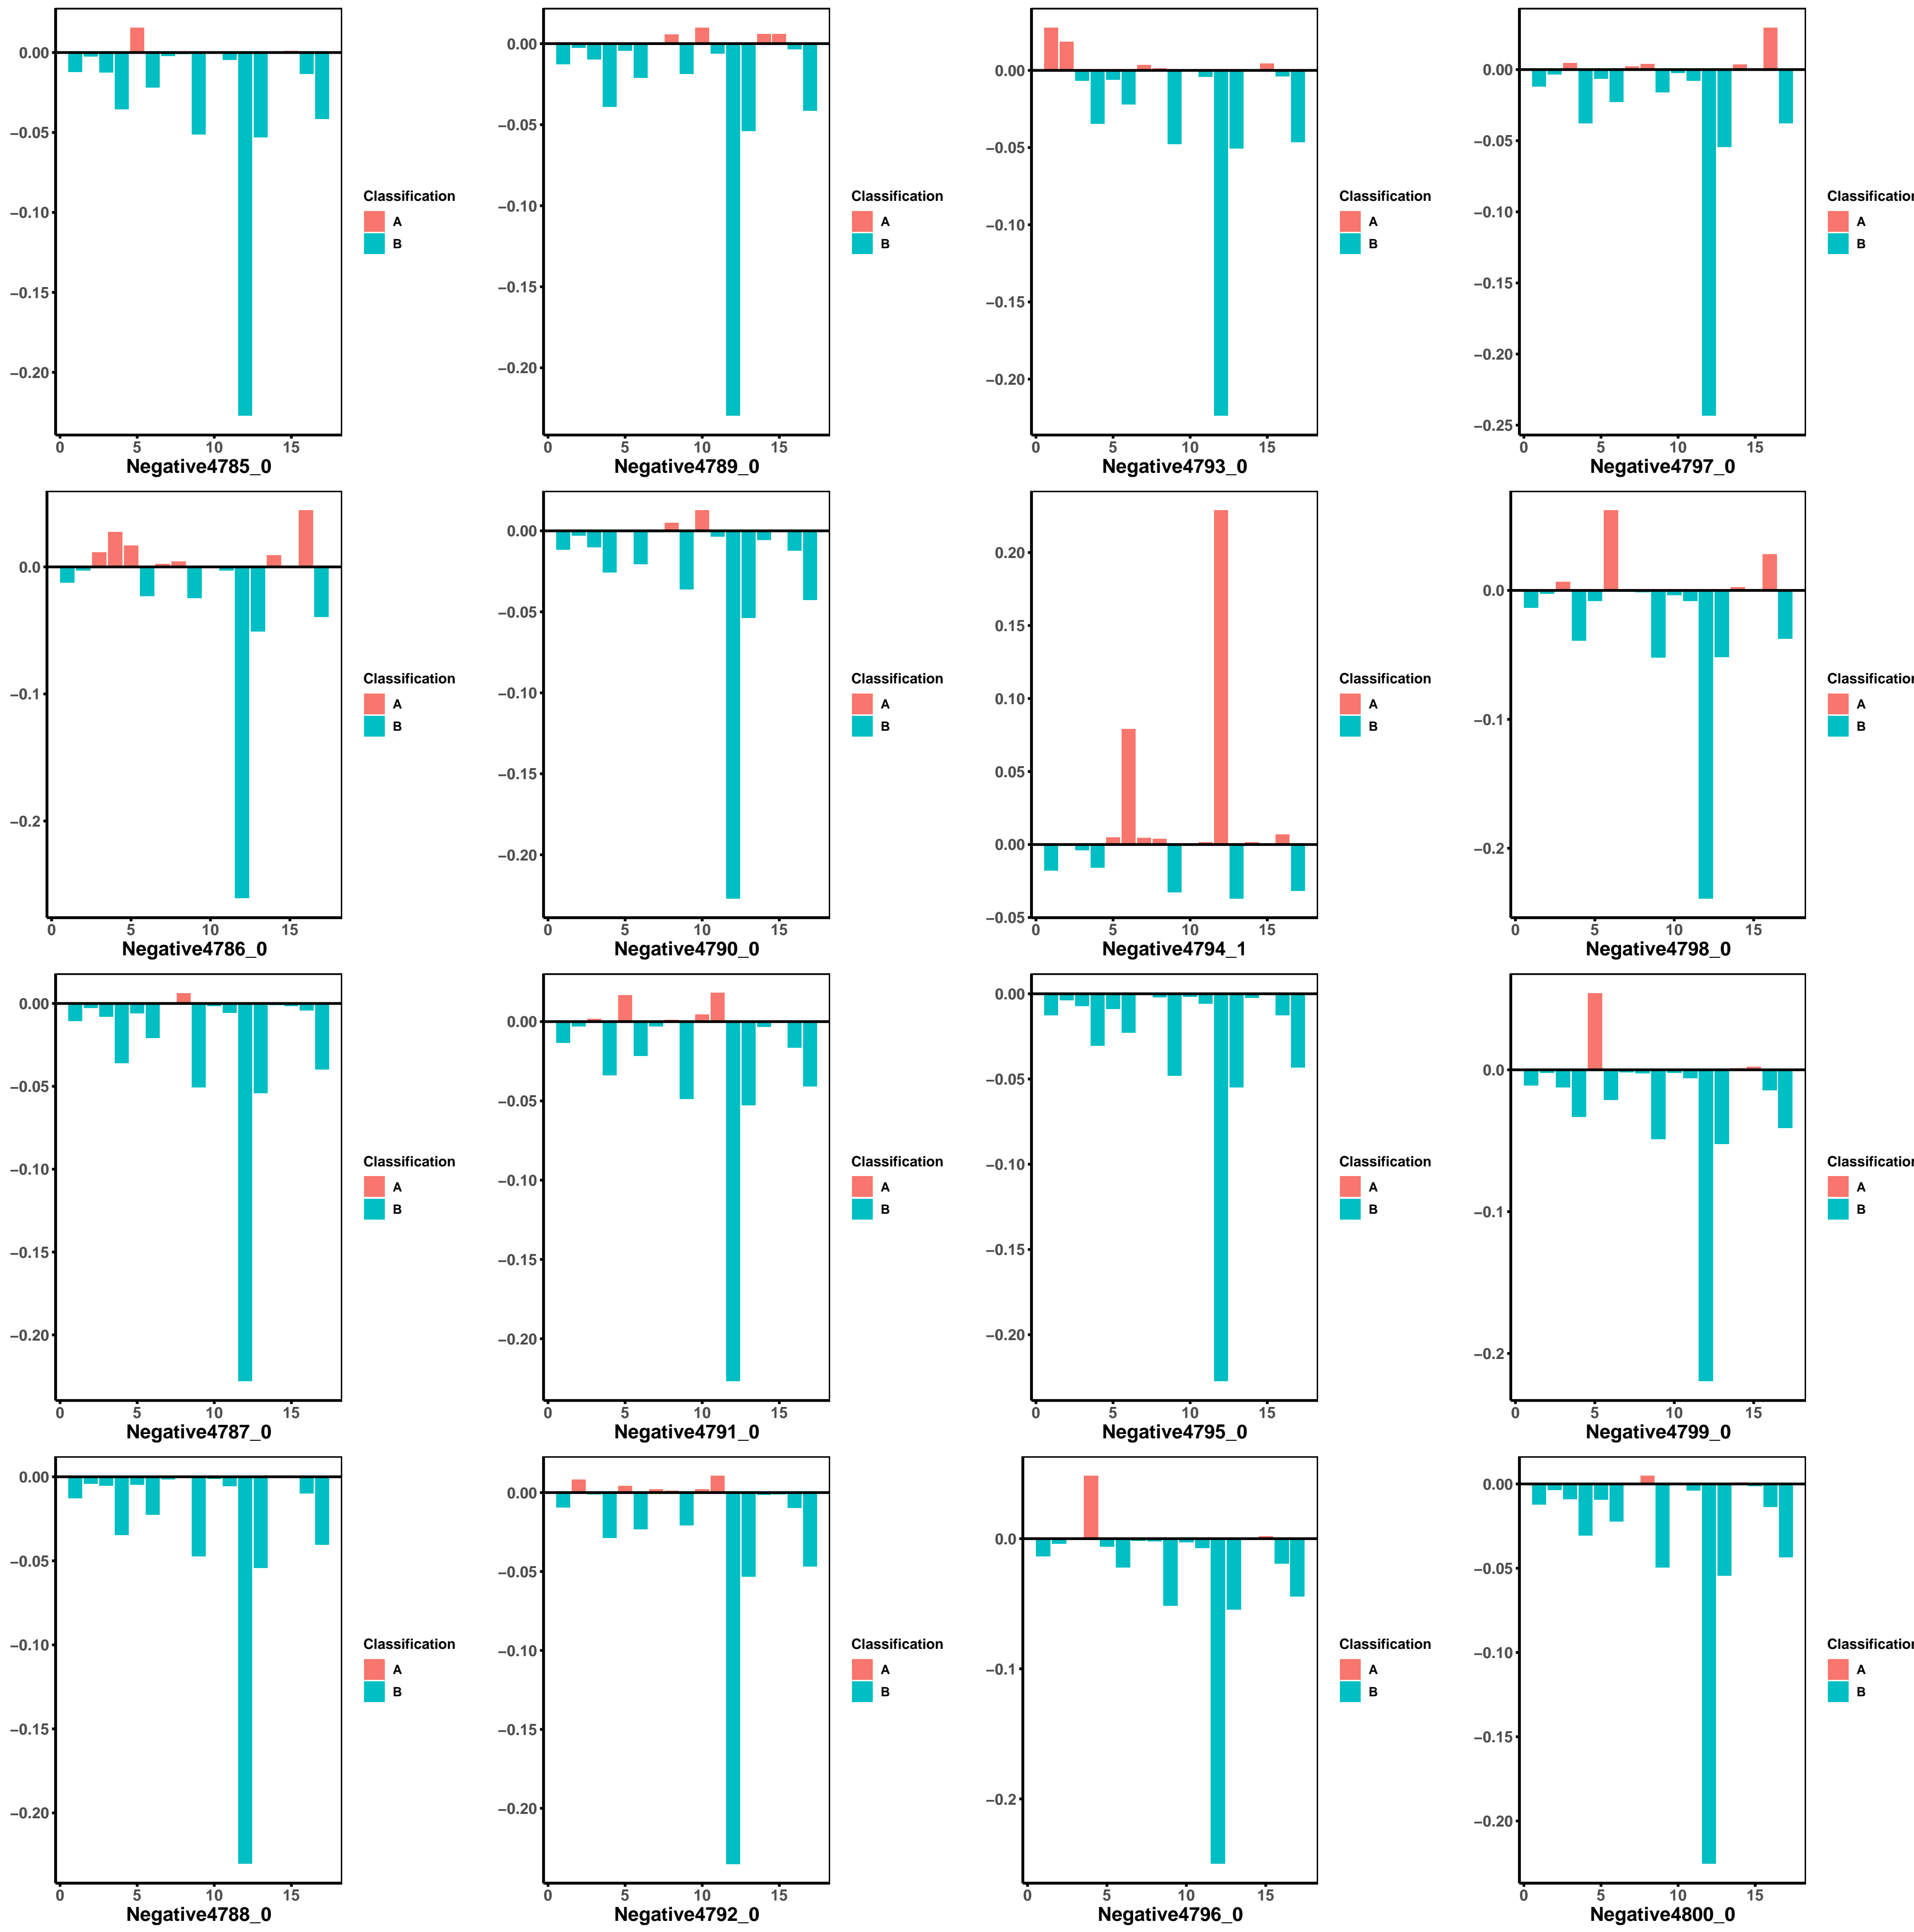 0.00
−0.05
−0.10
−0.15
−0.20
0 5 10 15
Negative4785_0
Classification
A
B
0.00
−0.05
−0.10
−0.15
−0.20
0 5 10 15
Negative4789_0
Classification
A
B
0.00
−0.05
−0.10
−0.15
−0.20
0 5 10 15
Negative4793_0
Classification
A
B
0.00
−0.05
−0.10
−0.15
−0.20
−0.25
0 5 10 15
Negative4797_0
Classification
A
B
0.0
−0.1
−0.2
0 5 10 15
Negative4786_0
Classification
A
B
0.00
−0.05
−0.10
−0.15
−0.20
0 5 10 15
Negative4790_0
Classification
A
B
0.20
0.15
0.10
0.05
0.00
−0.05
0 5 10 15
Negative4794_1
Classification
A
B
0.0
−0.1
−0.2
0 5 10 15
Negative4798_0
Classification
A
B
0.00
−0.05
−0.10
−0.15
−0.20
0 5 10 15
Negative4787_0
Classification
A
B
0.00
−0.05
−0.10
−0.15
−0.20
0 5 10 15
Negative4791_0
Classification
A
B
0.00
−0.05
−0.10
−0.15
−0.20
0 5 10 15
Negative4795_0
Classification
A
B
0.0
−0.1
−0.2
0 5 10 15
Negative4799_0
Classification
A
B
0.00
−0.05
−0.10
−0.15
−0.20
0 5 10 15
Negative4788_0
Classification
A
B
0.00
−0.05
−0.10
−0.15
−0.20
0 5 10 15
Negative4792_0
Classification
A
B
0.0
−0.1
−0.2
0 5 10 15
Negative4796_0
Classification
A
B
0.00
−0.05
−0.10
−0.15
−0.20
0 5 10 15
Negative4800_0
Classification
A
B